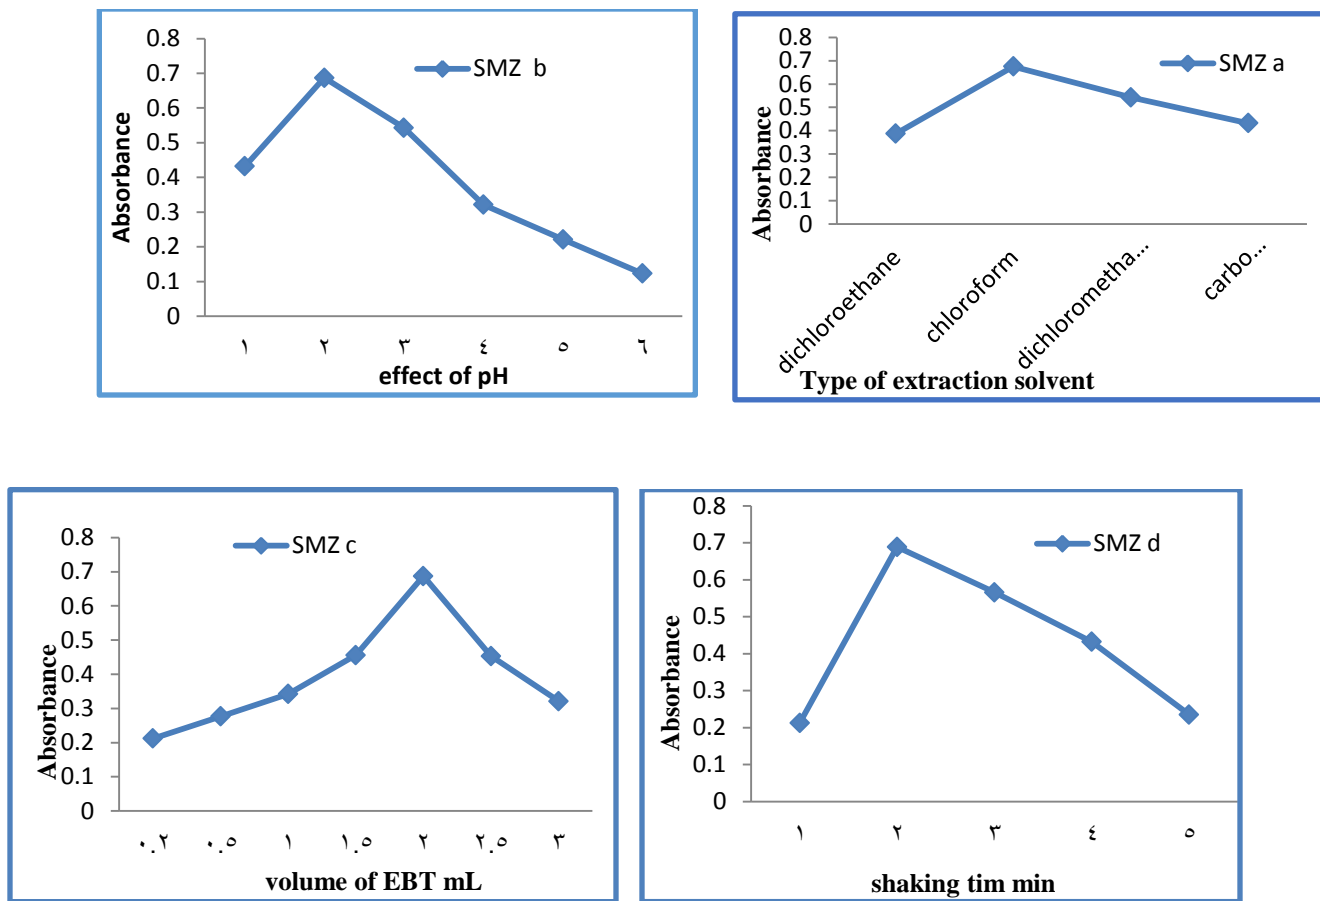 0.8
0.7
0.6
0.5
0.4
0.3
0.2
0.1
0
Absorbance
SMZ b
١ ٢ ٣ ٤ ٥ ٦
effect of pH
0.8
0.7
0.6
0.5
0.4
0.3
0.2
0.1
0
Absorbance
SMZ a
dichloroethane
chloroform
dichlorometha...
carbo...
Type of extraction solvent
0.8
0.7
0.6
0.5
0.4
0.3
0.2
0.1
0
Absorbance
SMZ c
٠.٢ ٠.٥ ١ ١.٥ ٢ ٢.٥ ٣
volume of EBT mL
0.8
0.7
0.6
0.5
0.4
0.3
0.2
0.1
0
Absorbance
SMZ d
١ ٢ ٣ ٤ ٥
shaking tim min